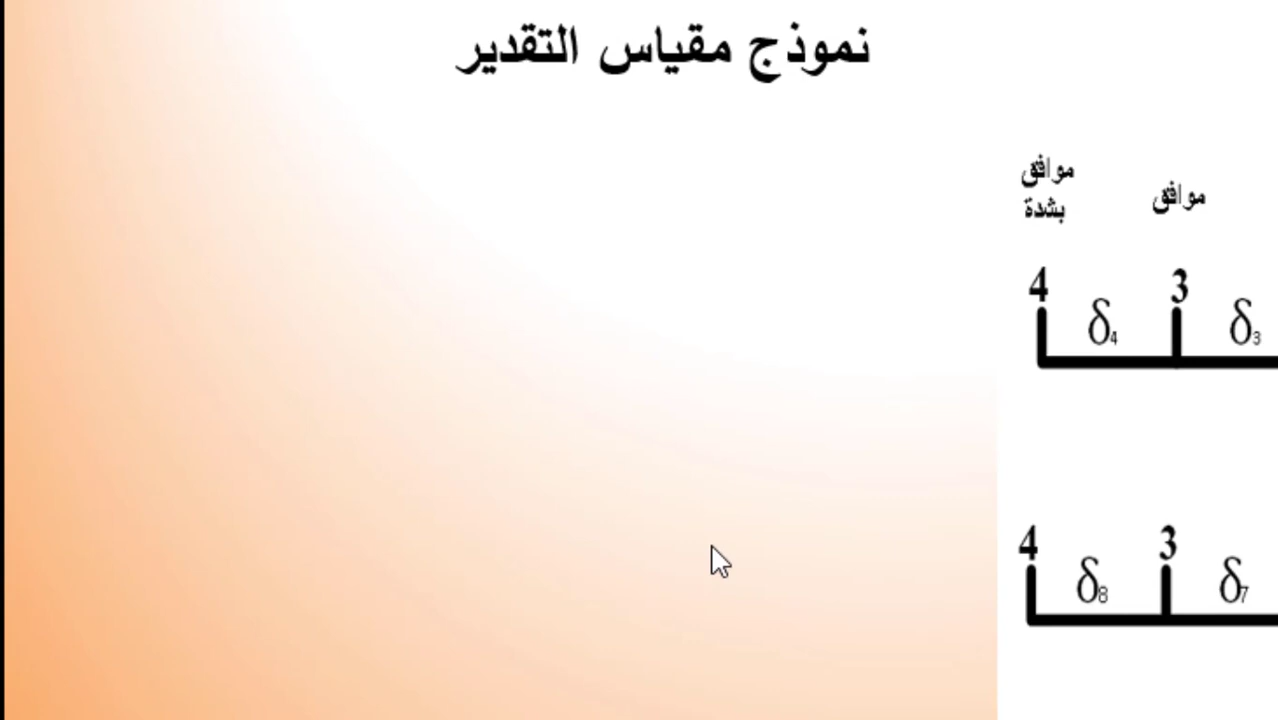 نموذج مقياس التقدير
موافق
موافق
بشدة
3 4
δ3 δ4
3 4
δ7 δ8